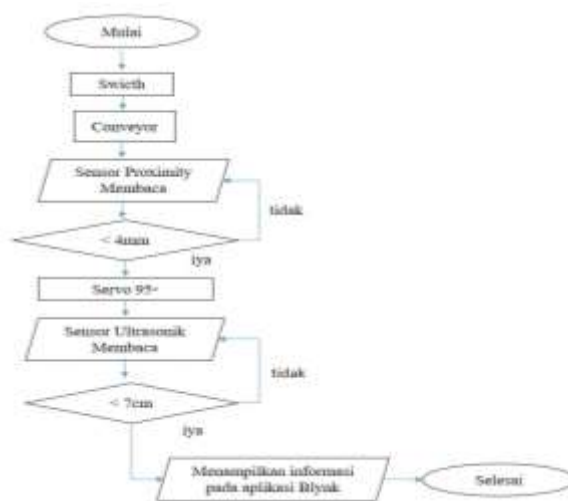 Mulai
Swicth
Conveyor
Sensor Proximity
Membaca
tidak
< 4mm
iya
Servo 95°
Sensor Ultrasonik
Membaca
tidak
< 7cm
iya
Menampilkan informasi
pada aplikasi Blynk
Selesai